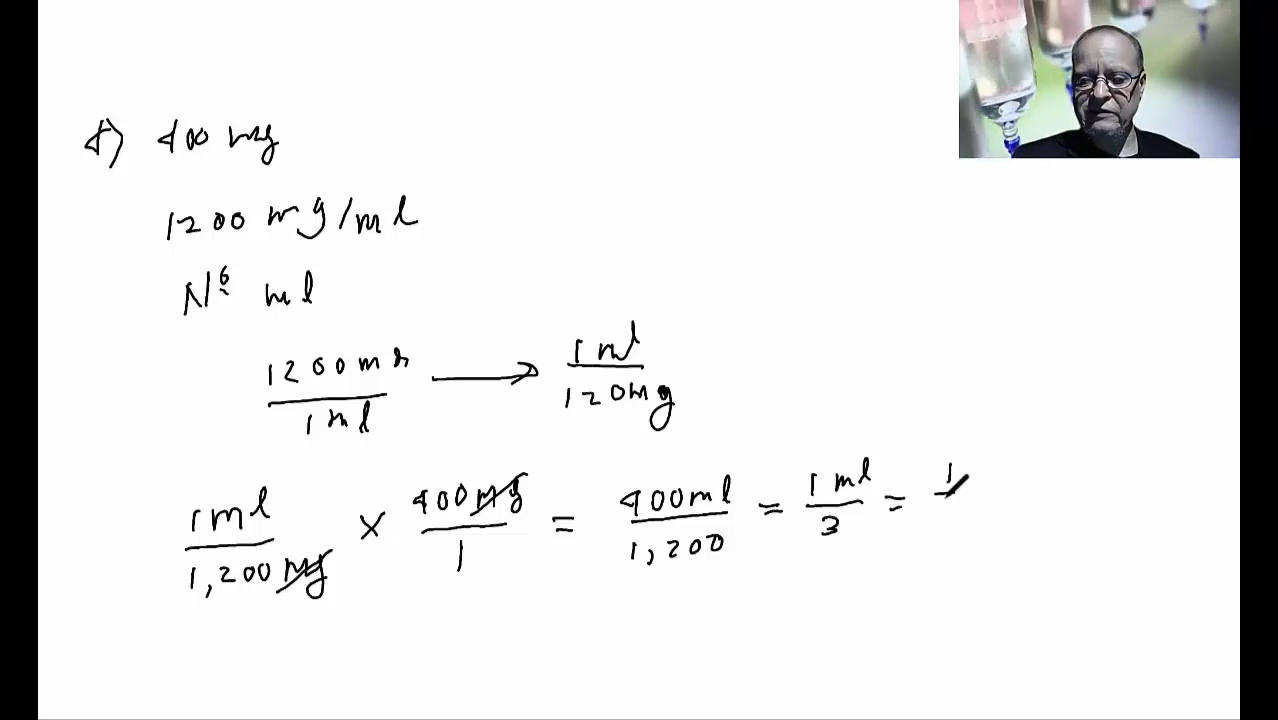 d) 400 mg
1200 mg/ml
Nº ml
1200 mg / 1 ml → 1 ml / 120 mg
1 ml / 1,200 mg × 400 mg / 1 = 400 ml / 1,200 = 1 ml / 3 = 1